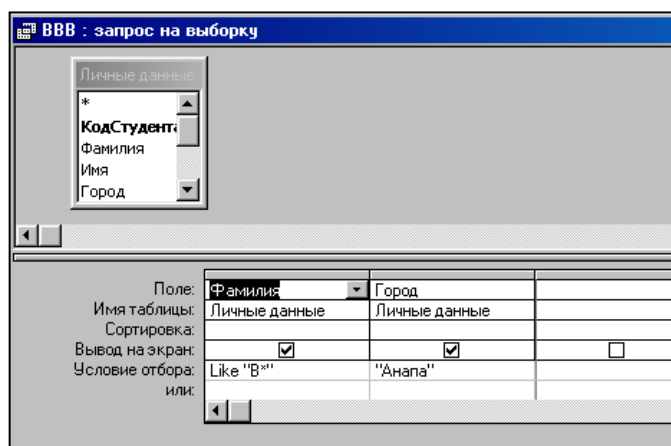 BBB : запрос на выборку
Личные данные
*
КодСтудента
Фамилия
Имя
Город
Поле: Фамилия Город
Имя таблицы: Личные данные Личные данные
Сортировка:
Вывод на экран:
Условие отбора: Like "В*" "Анапа"
или: